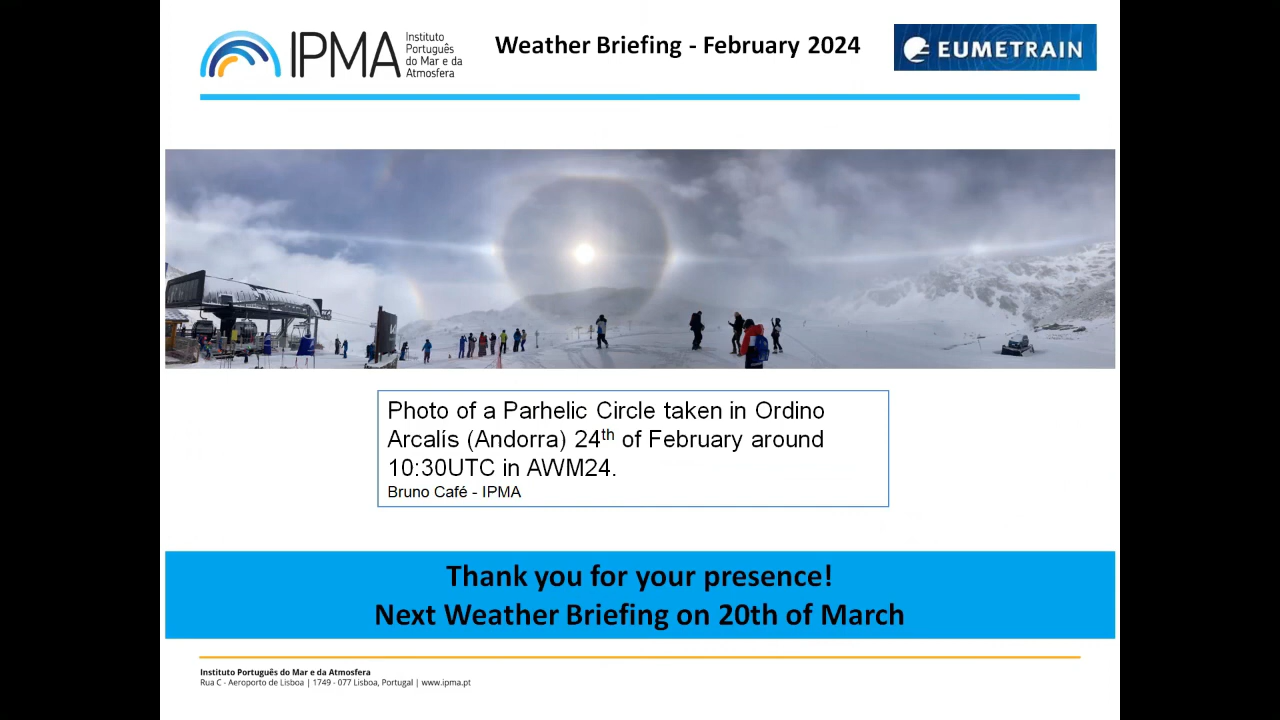 IPMA
Instituto
Português
do Mar e da
Atmosfera
Weather Briefing - February 2024
EUMETRAIN
Photo of a Parhelic Circle taken in Ordino
Arcalís (Andorra) 24th of February around
10:30UTC in AWM24.
Bruno Café - IPMA
Thank you for your presence!
Next Weather Briefing on 20th of March
Instituto Português do Mar e da Atmosfera
Rua C - Aeroporto de Lisboa | 1749 - 077 Lisboa, Portugal | www.ipma.pt